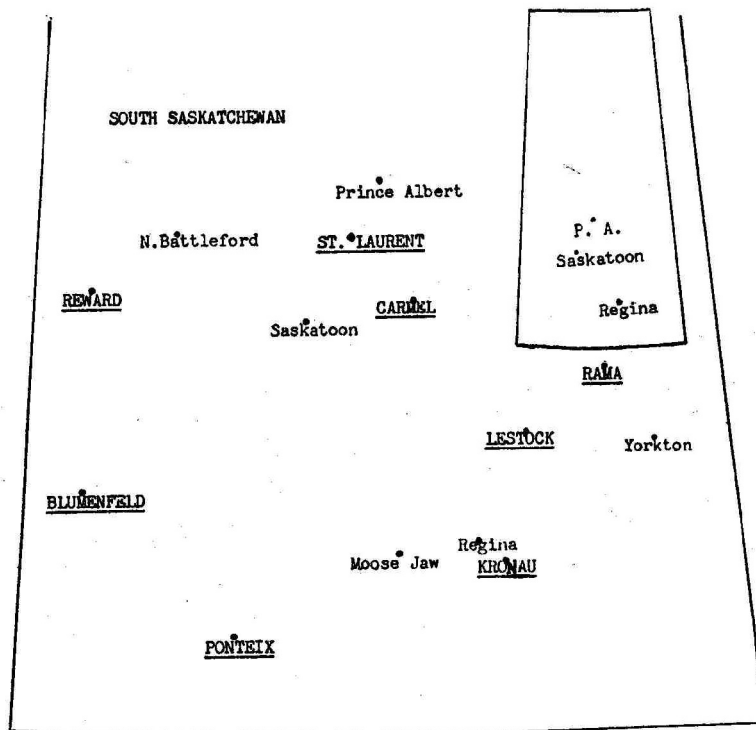 SOUTH SASKATCHEWAN
Prince Albert
N.Battleford
ST. LAURENT
P. A.
Saskatoon
REWARD
CARMEL
Regina
Saskatoon
RAMA
LESTOCK
Yorkton
BLUMENFELD
Regina
Moose Jaw
KRONAU
PONTEIX